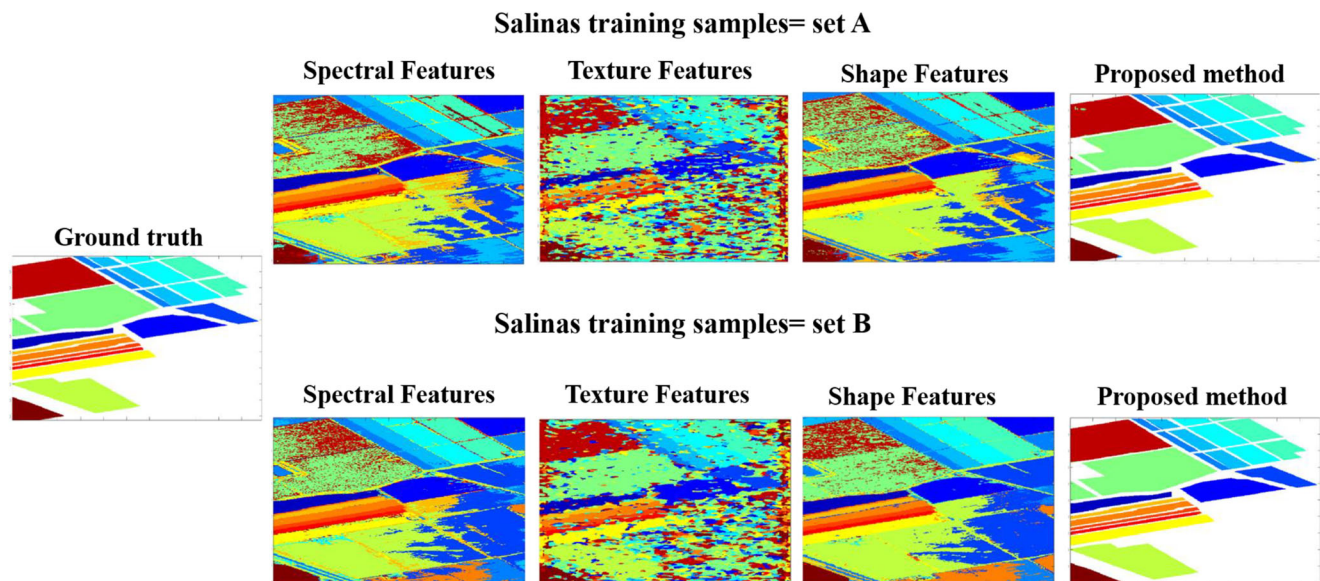 Salinas training samples= set A
Spectral Features
Texture Features
Shape Features
Proposed method
Ground truth
Salinas training samples= set B
Spectral Features
Texture Features
Shape Features
Proposed method